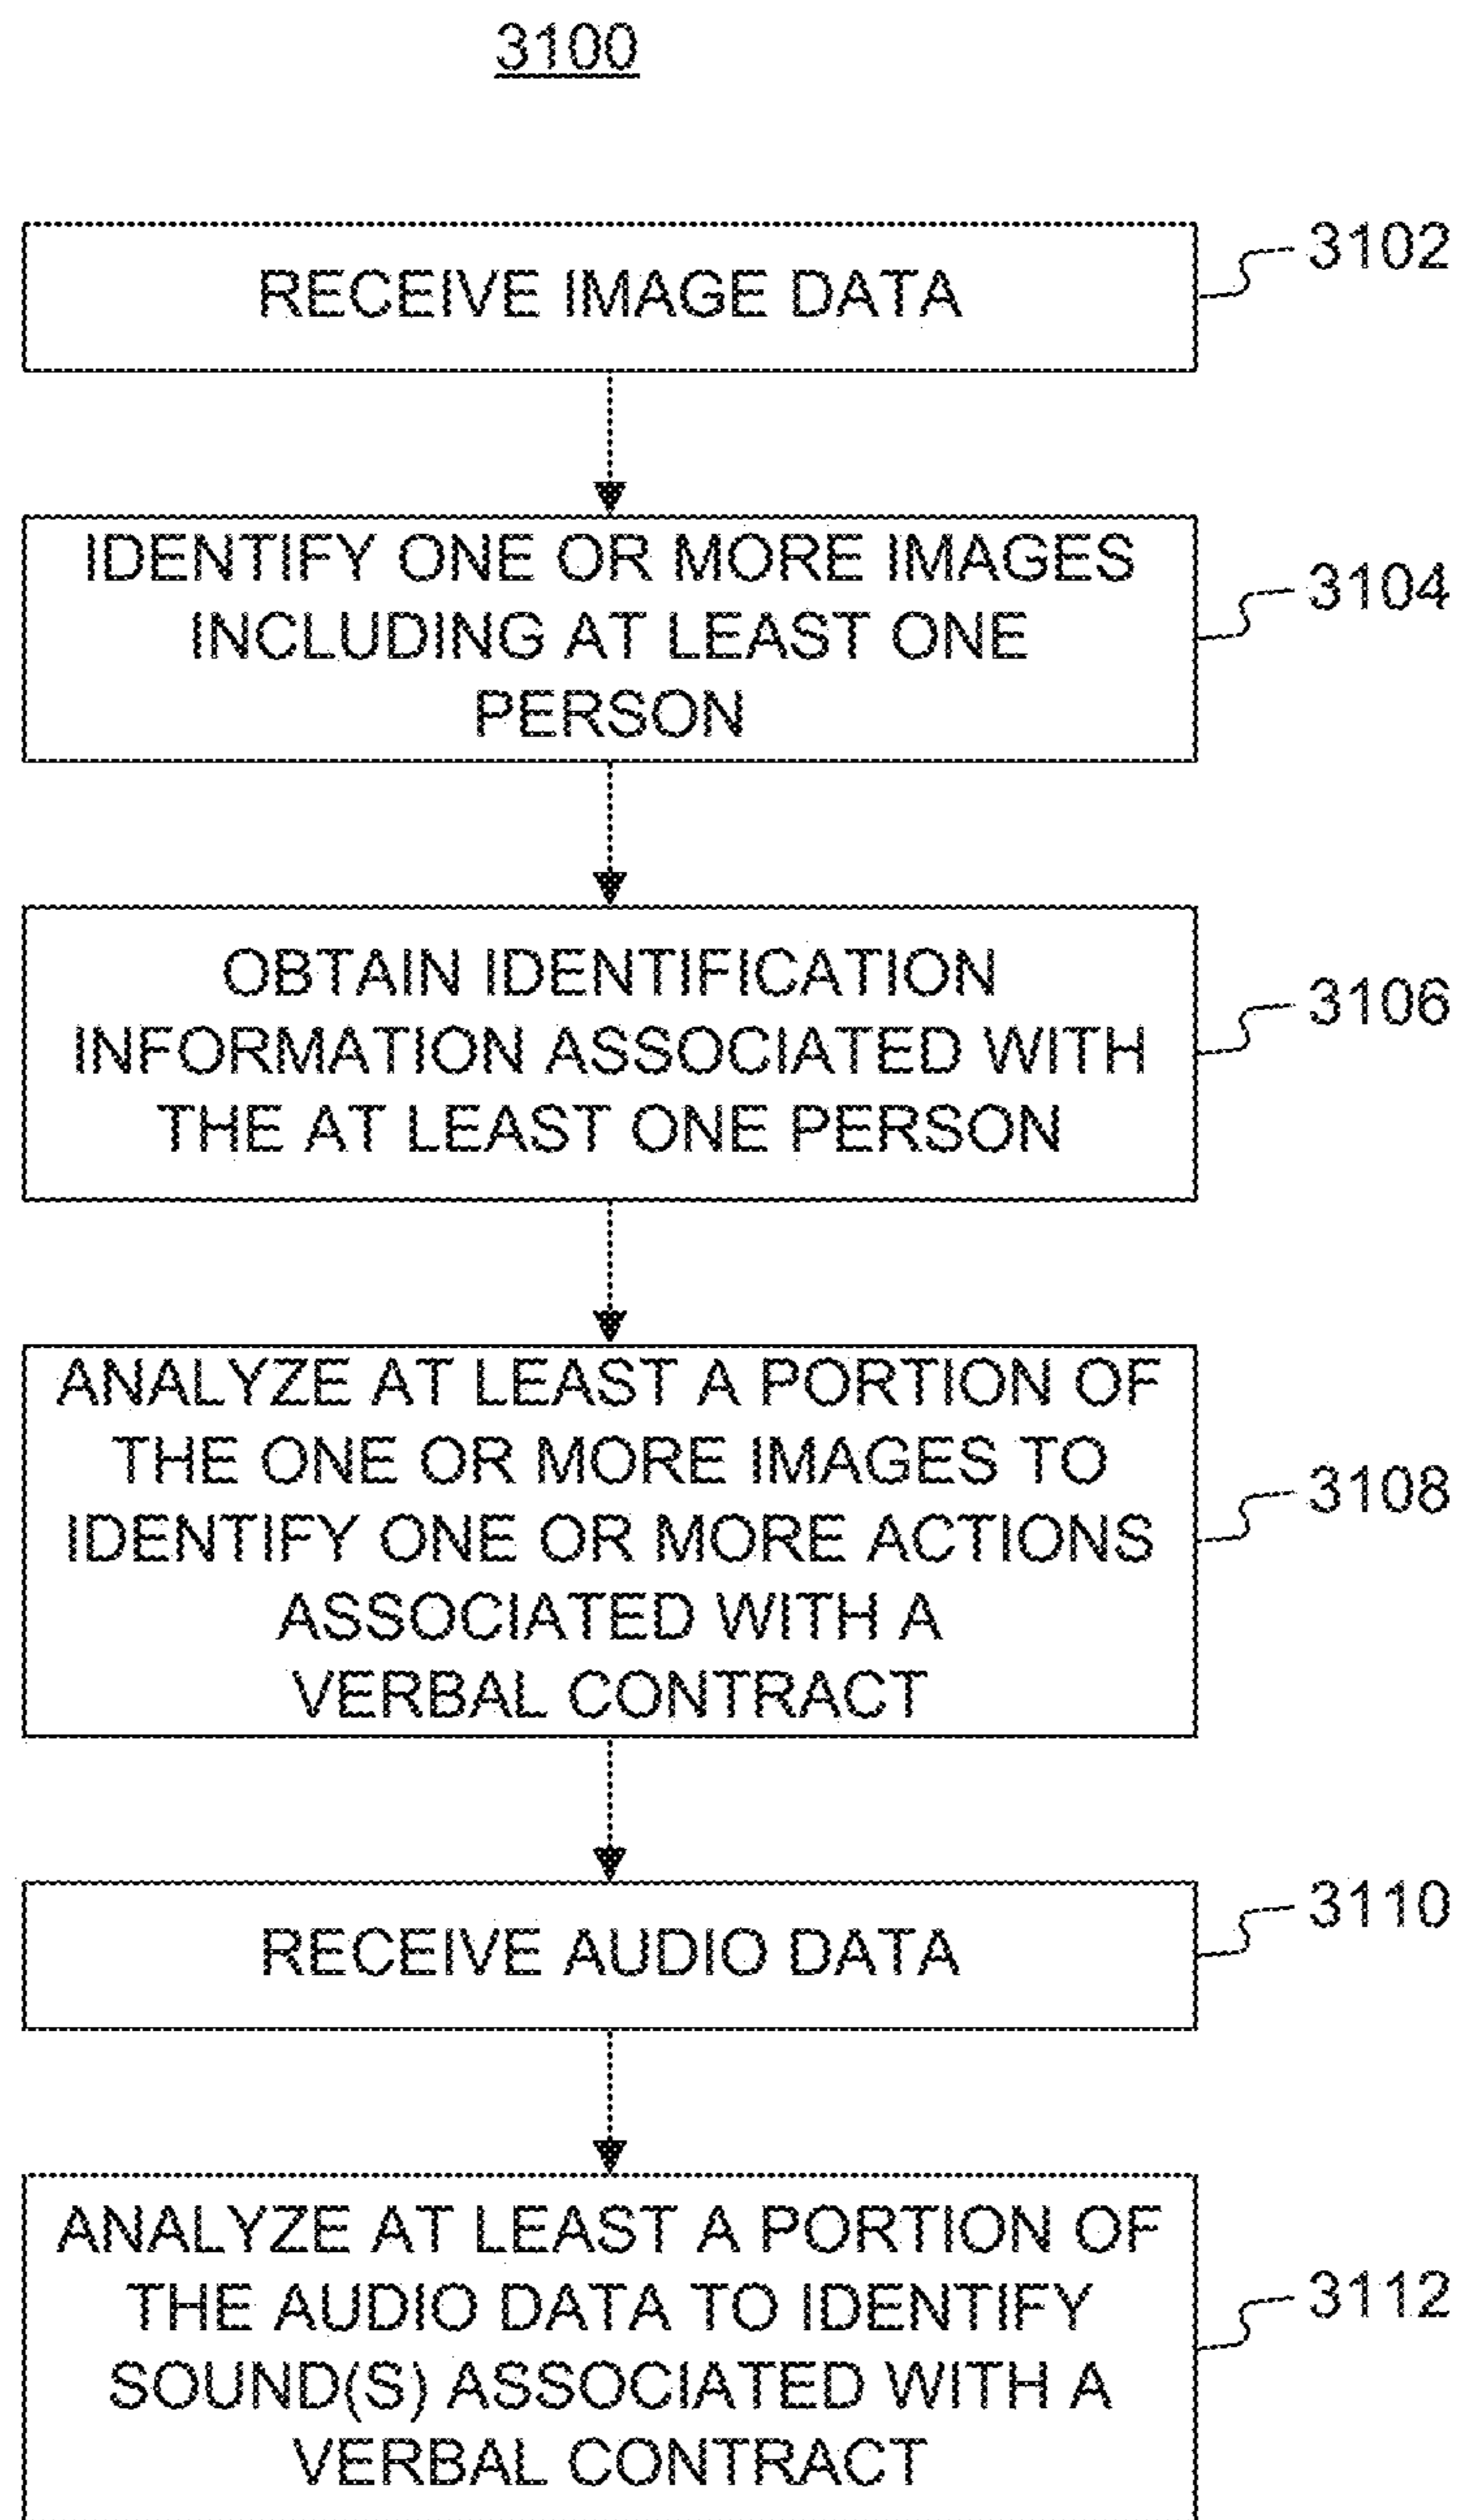 3100
RECEIVE IMAGE DATA
3102
IDENTIFY ONE OR MORE IMAGES
INCLUDING AT LEAST ONE
PERSON
3104
OBTAIN IDENTIFICATION
INFORMATION ASSOCIATED WITH
THE AT LEAST ONE PERSON
3106
ANALYZE AT LEAST A PORTION OF
THE ONE OR MORE IMAGES TO
IDENTIFY ONE OR MORE ACTIONS
ASSOCIATED WITH A
VERBAL CONTRACT
3108
RECEIVE AUDIO DATA
3110
ANALYZE AT LEAST A PORTION OF
THE AUDIO DATA TO IDENTIFY
SOUND(S) ASSOCIATED WITH A
VERBAL CONTRACT
3112